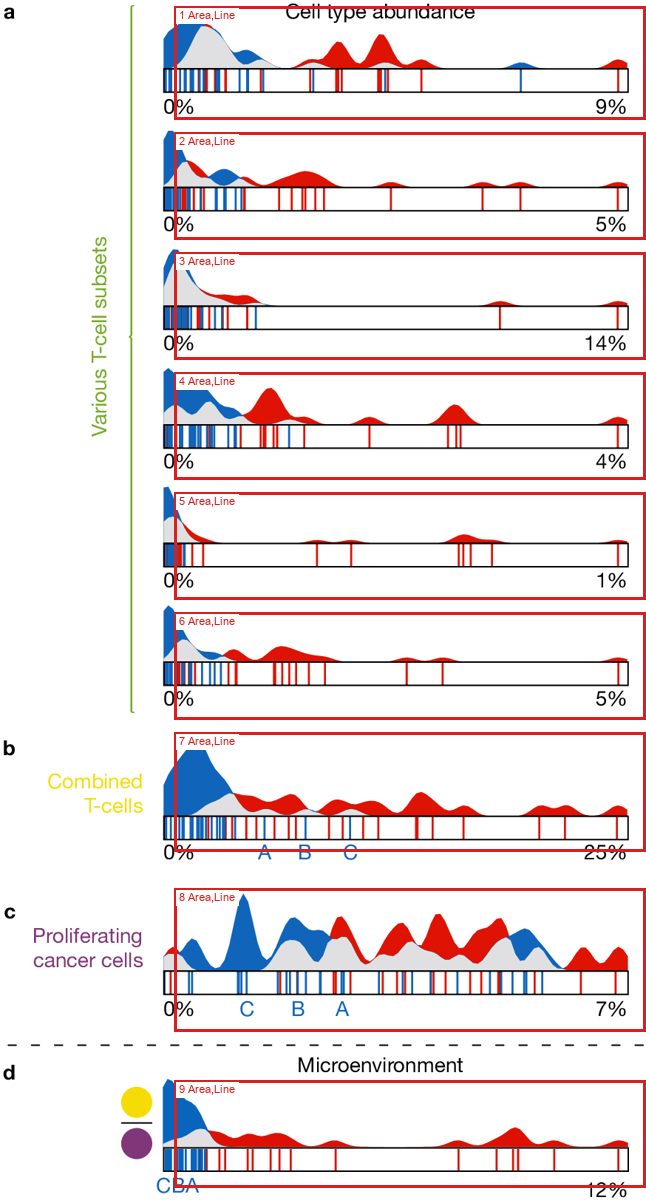 a
Cell type abundance
Various T-cell subsets
1 Area,Line
0%
9%
2 Area,Line
0%
5%
3 Area,Line
0%
14%
4 Area,Line
0%
4%
5 Area,Line
0%
1%
6 Area,Line
0%
5%
b
7 Area,Line
Combined
T-cells
0%
A B C
25%
c
8 Area,Line
Proliferating
cancer cells
0%
C B A
7%
d
Microenvironment
9 Area,Line
CBA
12%